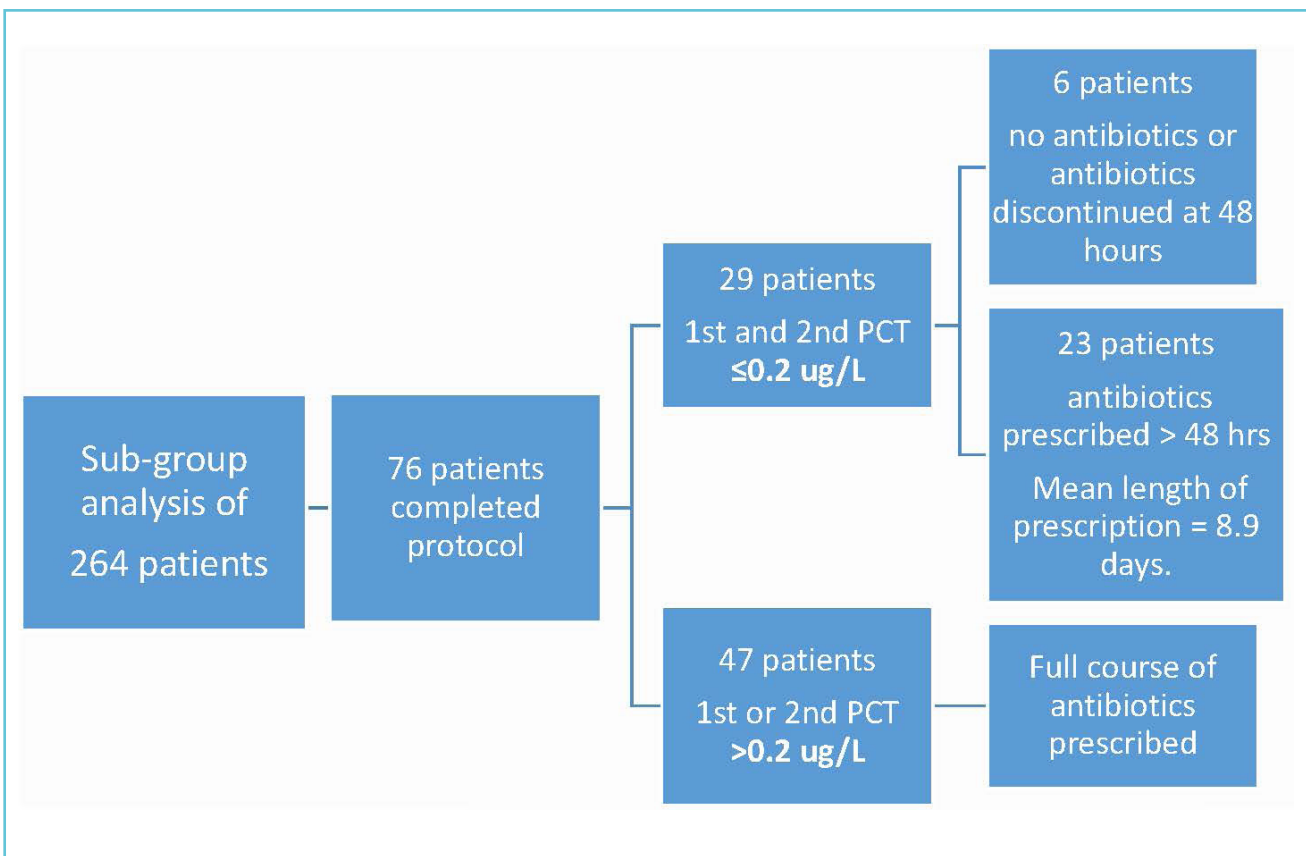 Sub-group
analysis of
264 patients
76 patients
completed
protocol
29 patients
1st and 2nd PCT
≤0.2 ug/L
6 patients
no antibiotics or
antibiotics
discontinued at 48
hours
23 patients
antibiotics
prescribed > 48 hrs
Mean length of
prescription = 8.9
days.
47 patients
1st or 2nd PCT
>0.2 ug/L
Full course of
antibiotics
prescribed